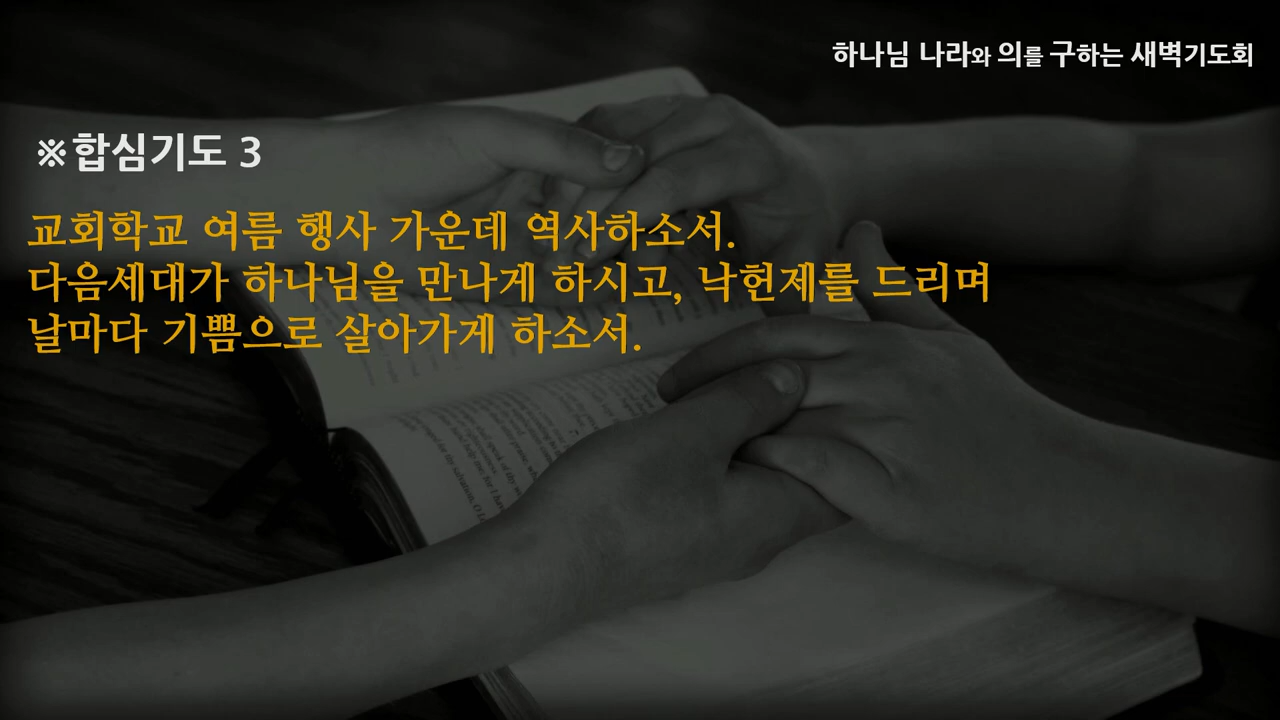 하나님 나라와 의를 구하는 새벽기도회
※합심기도 3
교회학교 여름 행사 가운데 역사하소서.
다음세대가 하나님을 만나게 하시고, 낙헌제를 드리며
날마다 기쁨으로 살아가게 하소서.